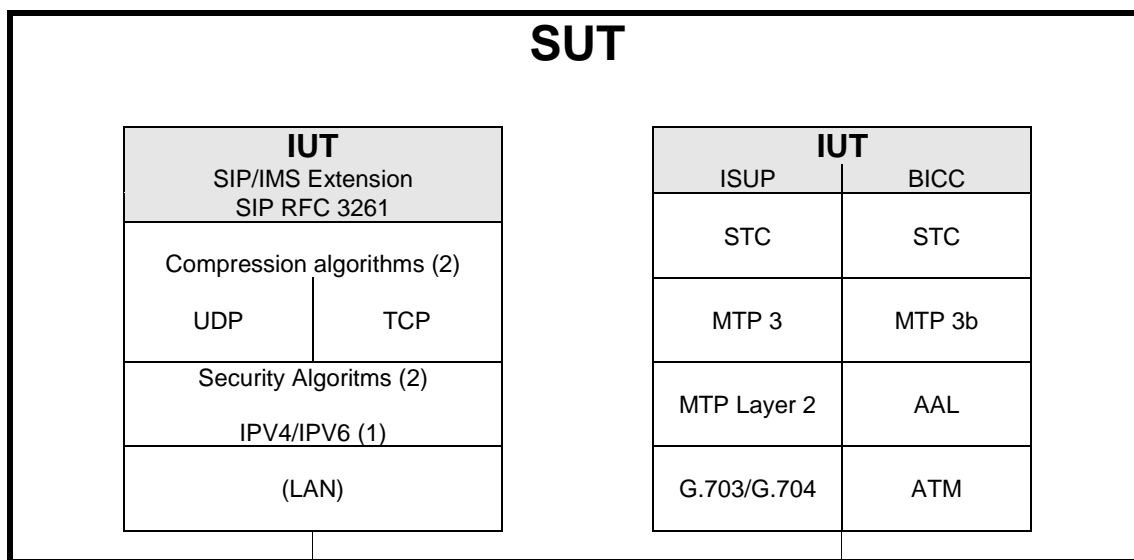 SUT
IUT
SIP/IMS Extension
SIP RFC 3261
Compression algorithms (2)
UDP TCP
Security Algoritms (2)
IPV4/IPV6 (1)
(LAN)
IUT
ISUP BICC
STC STC
MTP 3 MTP 3b
MTP Layer 2 AAL
G.703/G.704 ATM